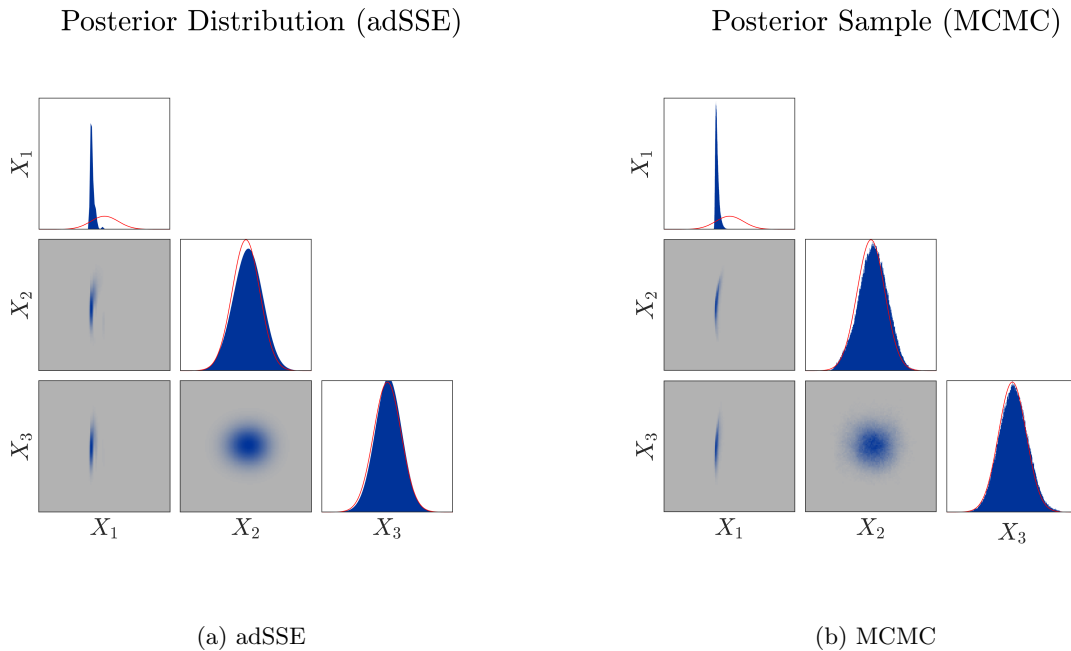 Posterior Distribution (adSSE)
X₁
X₂
X₃
X₁ X₂ X₃
(a) adSSE
Posterior Sample (MCMC)
X₁
X₂
X₃
X₁ X₂ X₃
(b) MCMC